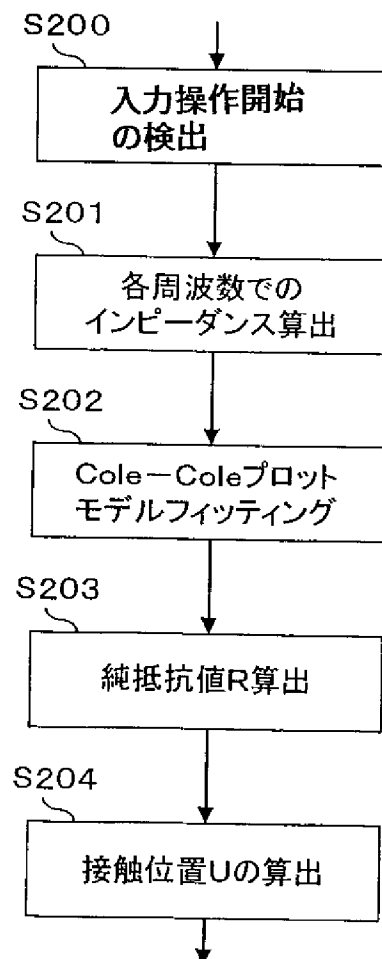 S200
入力操作開始
の検出
S201
各周波数での
インピーダンス算出
S202
Cole－Coleプロット
モデルフィッティング
S203
純抵抗値R算出
S204
接触位置Uの算出